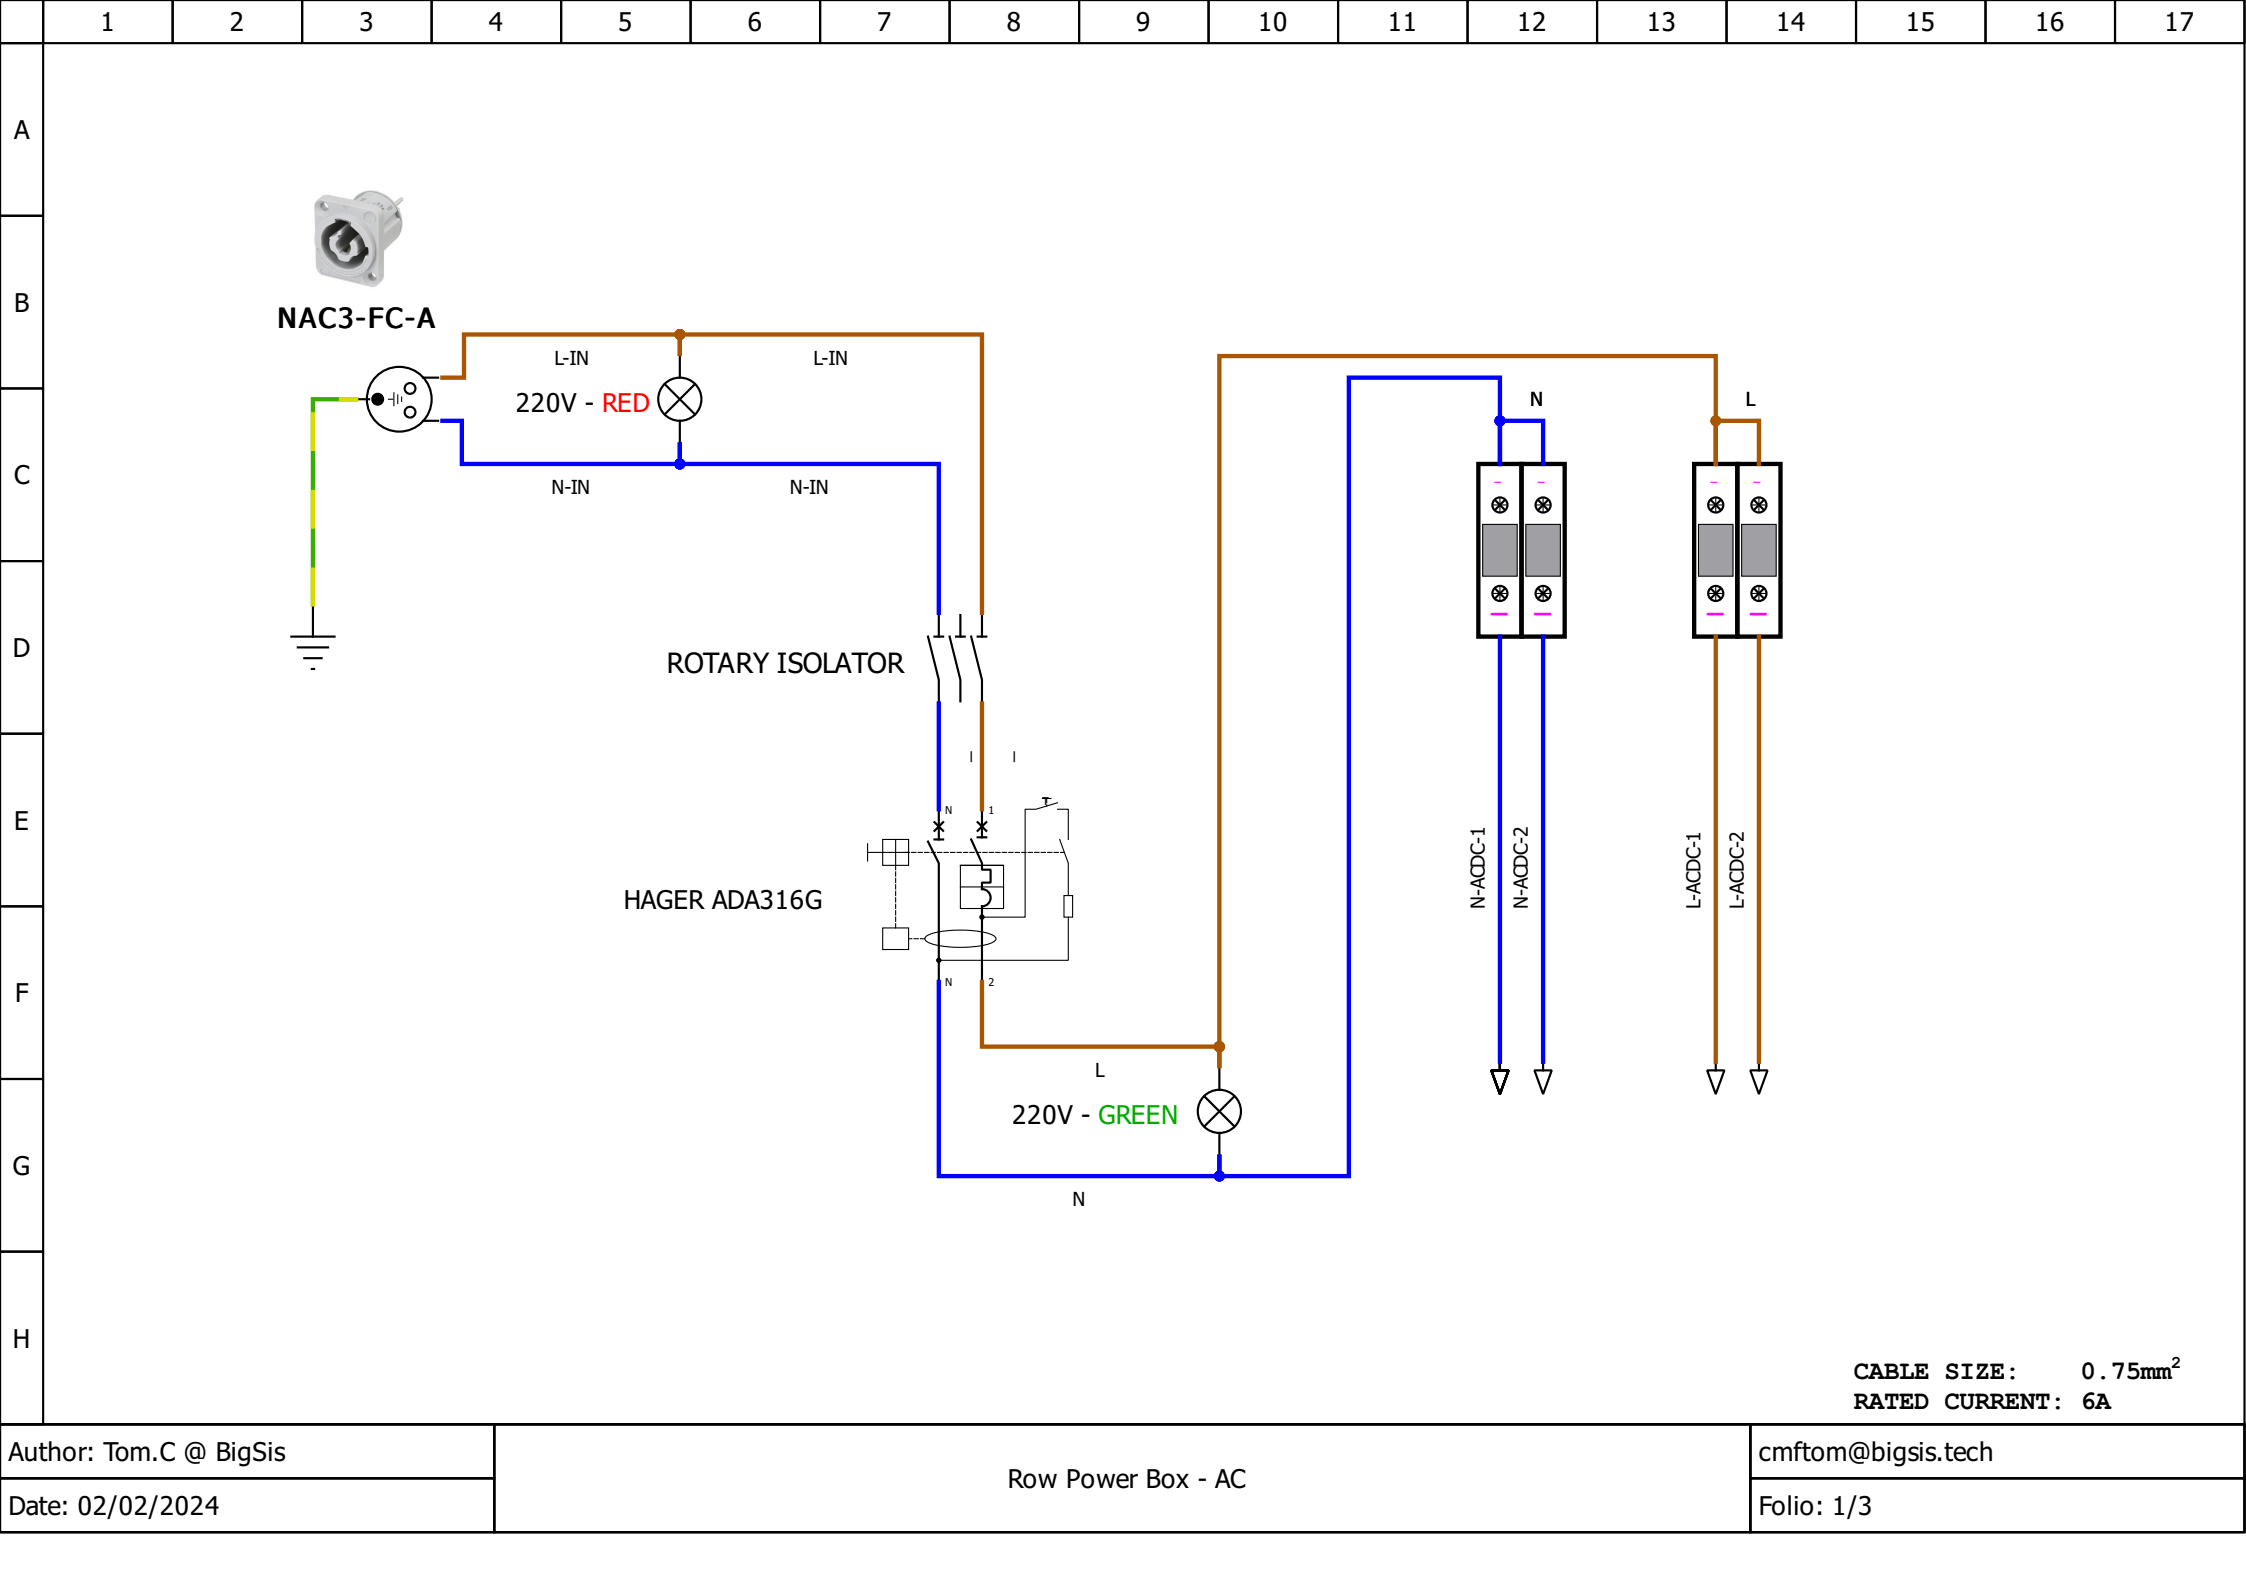 1 2 3 4 5 6 7 8 9 10 11 12 13 14 15 16 17
A
B
C
D
E
F
G
H
NAC3-FC-A
L-IN L-IN
220V - RED
N-IN N-IN
N L
ROTARY ISOLATOR
I I
N 1
HAGER ADA316G
N 2
N-ACDC-1
N-ACDC-2
L-ACDC-1
L-ACDC-2
L
220V - GREEN
N
CABLE SIZE: 0.75mm²
RATED CURRENT: 6A
Author: Tom.C @ BigSis
Date: 02/02/2024
Row Power Box - AC
cmftom@bigsis.tech
Folio: 1/3